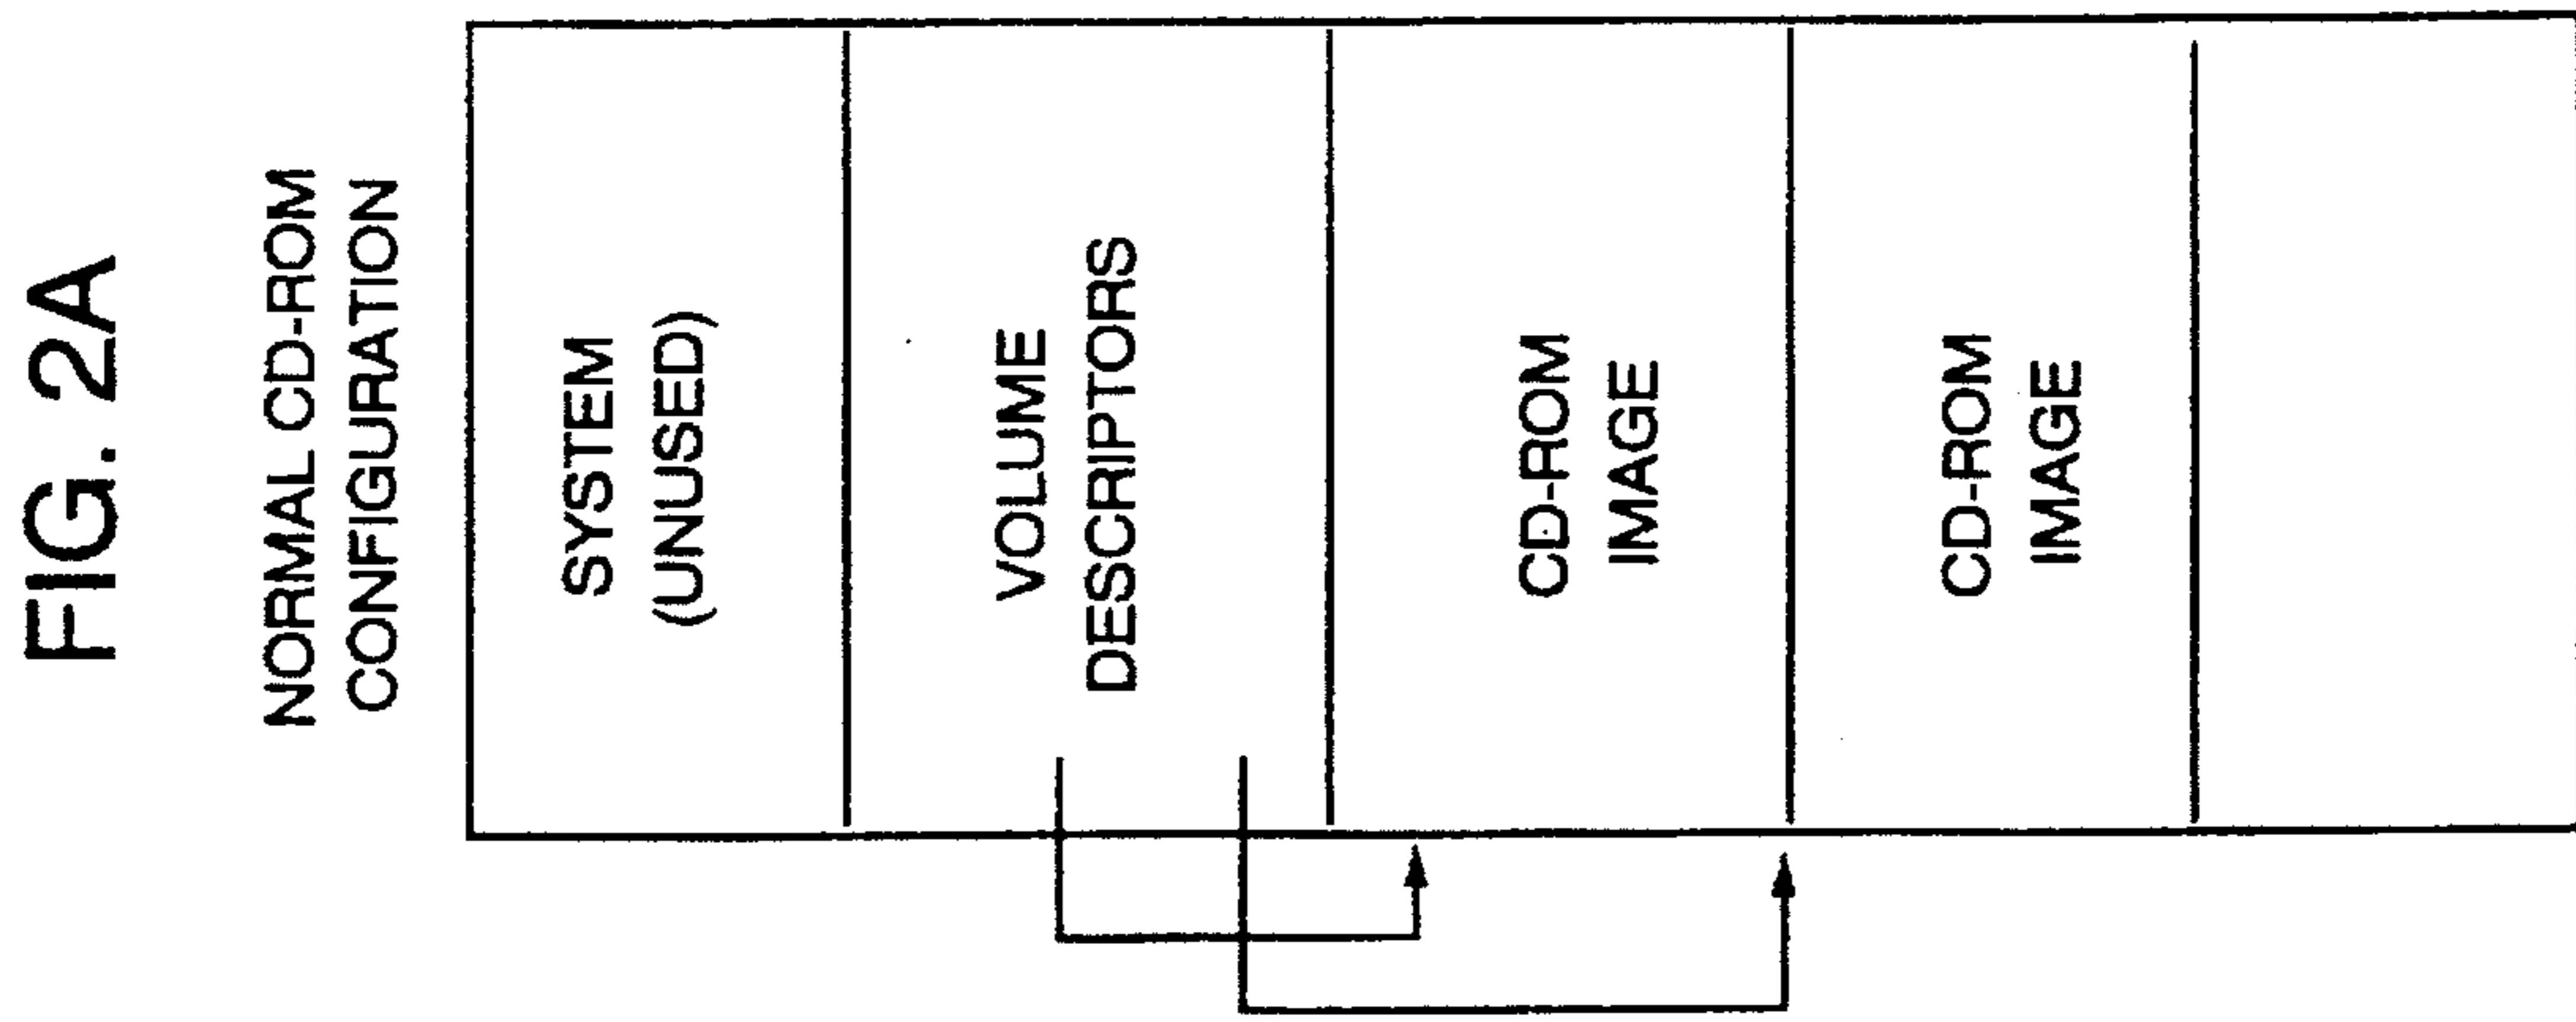 FIG. 2A
NORMAL CD-ROM
CONFIGURATION
SYSTEM
(UNUSED)
VOLUME
DESCRIPTORS
CD-ROM
IMAGE
CD-ROM
IMAGE